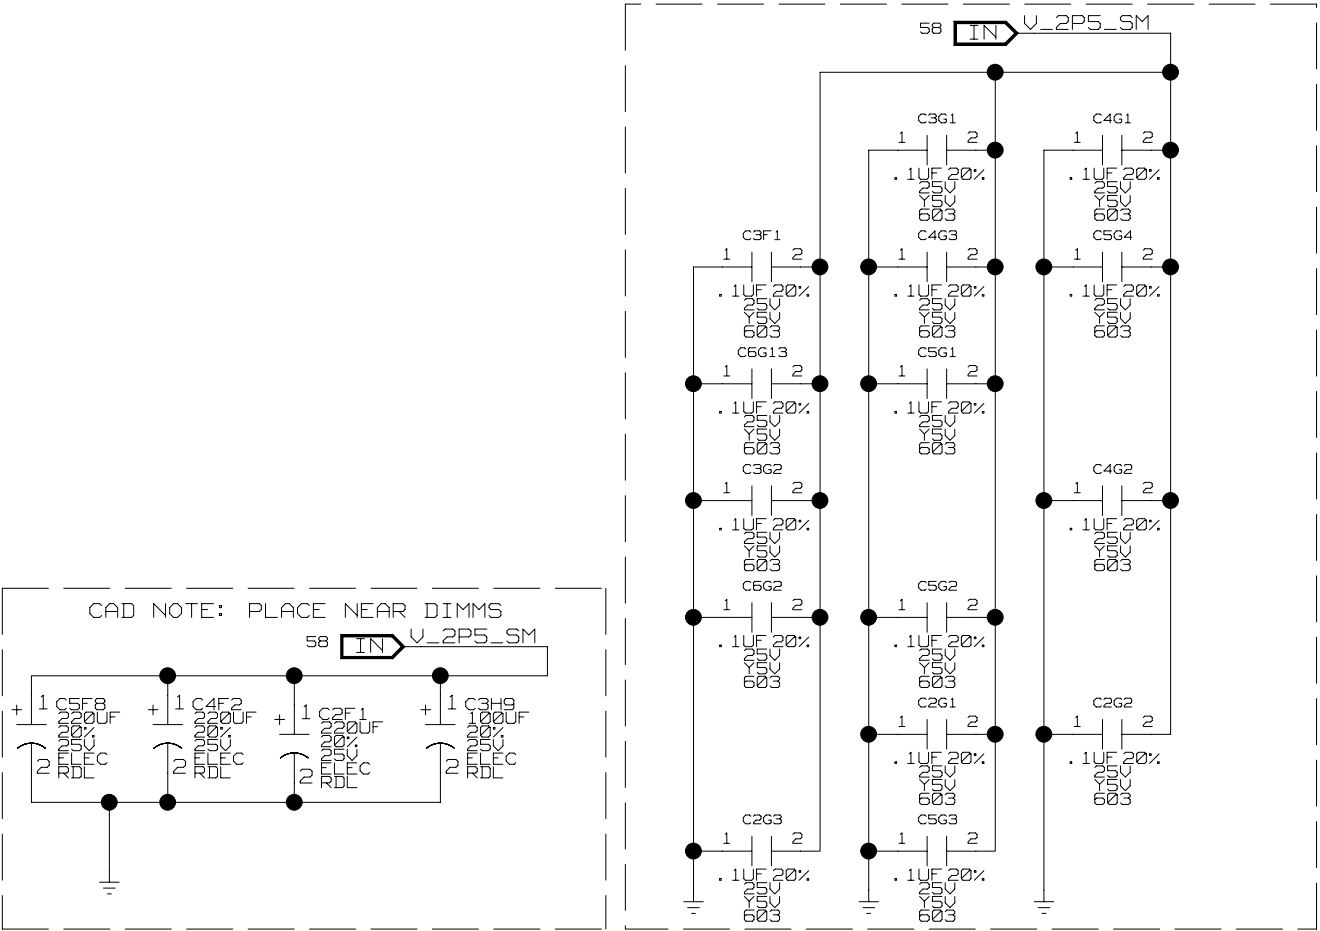 58 IN V_2P5_SM
C3G1
1 2
.1UF 20%
25V
Y5V
603
C4G1
1 2
.1UF 20%
25V
Y5V
603
C3F1
1 2
.1UF 20%
25V
Y5V
603
C4G3
1 2
.1UF 20%
25V
Y5V
603
C5G4
1 2
.1UF 20%
25V
Y5V
603
C6G13
1 2
.1UF 20%
25V
Y5V
603
C5G1
1 2
.1UF 20%
25V
Y5V
603
C3G2
1 2
.1UF 20%
25V
Y5V
603
C4G2
1 2
.1UF 20%
25V
Y5V
603
C6G2
1 2
.1UF 20%
25V
Y5V
603
C5G2
1 2
.1UF 20%
25V
Y5V
603
C2G1
1 2
.1UF 20%
25V
Y5V
603
C2G2
1 2
.1UF 20%
25V
Y5V
603
C2G3
1 2
.1UF 20%
25V
Y5V
603
C5G3
1 2
.1UF 20%
25V
Y5V
603
CAD NOTE: PLACE NEAR DIMMS
58 IN V_2P5_SM
+ 1 C5F8
220UF
20%
25V
ELEC
2 RDL
+ 1 C4F2
220UF
20%
25V
ELEC
2 RDL
+ 1 C2F1
220UF
20%
25V
ELEC
2 RDL
+ 1 C3H9
100UF
20%
25V
ELEC
2 RDL